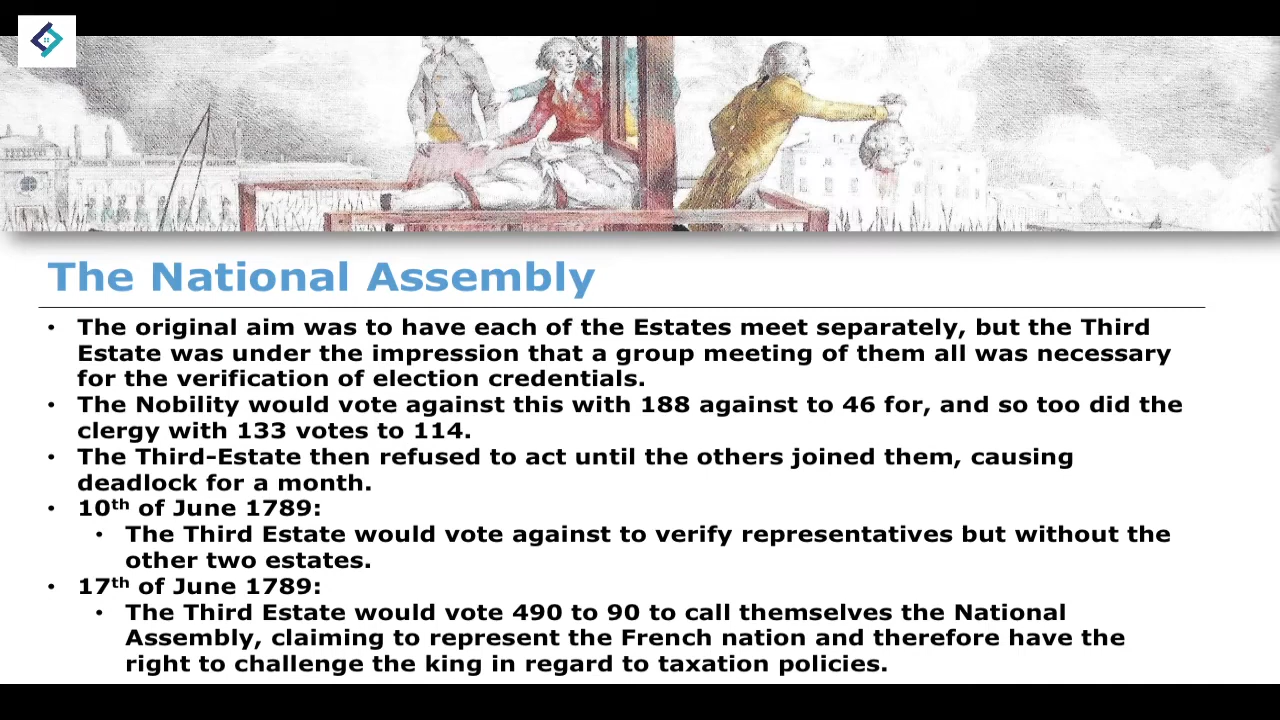 The National Assembly
• The original aim was to have each of the Estates meet separately, but the Third
Estate was under the impression that a group meeting of them all was necessary
for the verification of election credentials.
• The Nobility would vote against this with 188 against to 46 for, and so too did the
clergy with 133 votes to 114.
• The Third-Estate then refused to act until the others joined them, causing
deadlock for a month.
• 10th of June 1789:
• The Third Estate would vote against to verify representatives but without the
other two estates.
• 17th of June 1789:
• The Third Estate would vote 490 to 90 to call themselves the National
Assembly, claiming to represent the French nation and therefore have the
right to challenge the king in regard to taxation policies.